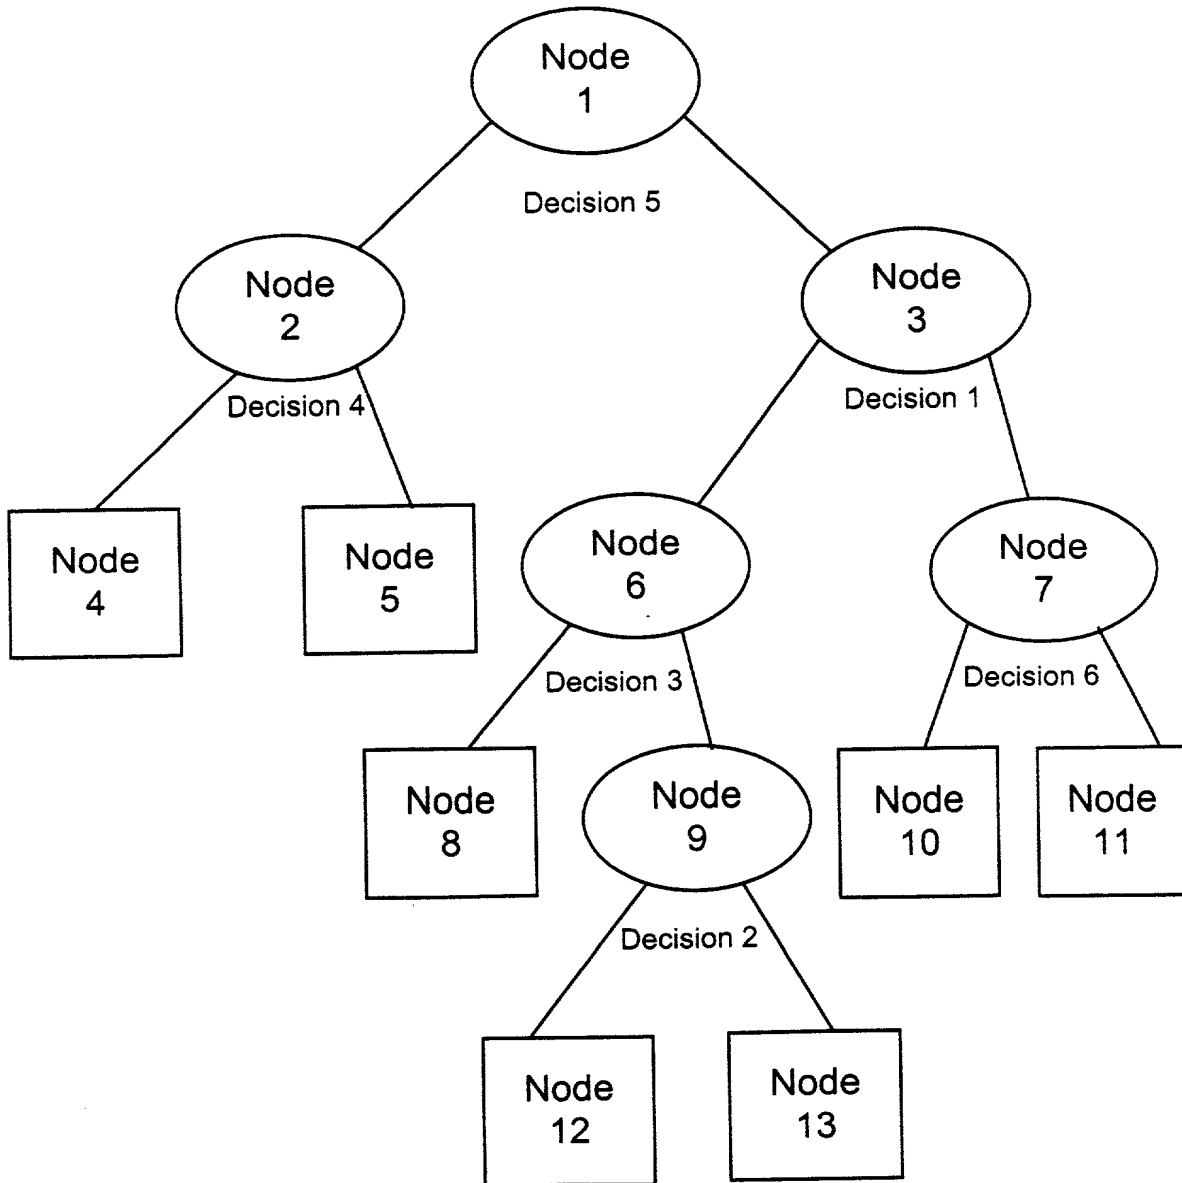 Node
1
Decision 5
Node
2
Node
3
Decision 4
Decision 1
Node
4
Node
5
Node
6
Node
7
Decision 3
Decision 6
Node
8
Node
9
Node
10
Node
11
Decision 2
Node
12
Node
13